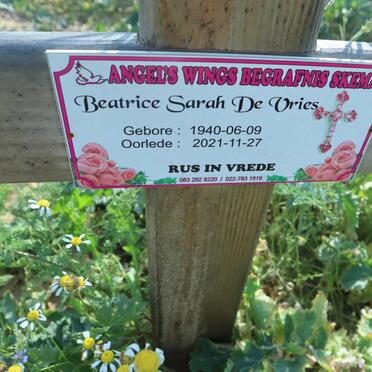 ANGEL'S WINGS BEGRAFNIS SKEMA
Beatrice Sarah De Vries
Gebore : 1940-06-09
Oorlede : 2021-11-27
RUS IN VREDE
083 292 8220 / 022-783 1919